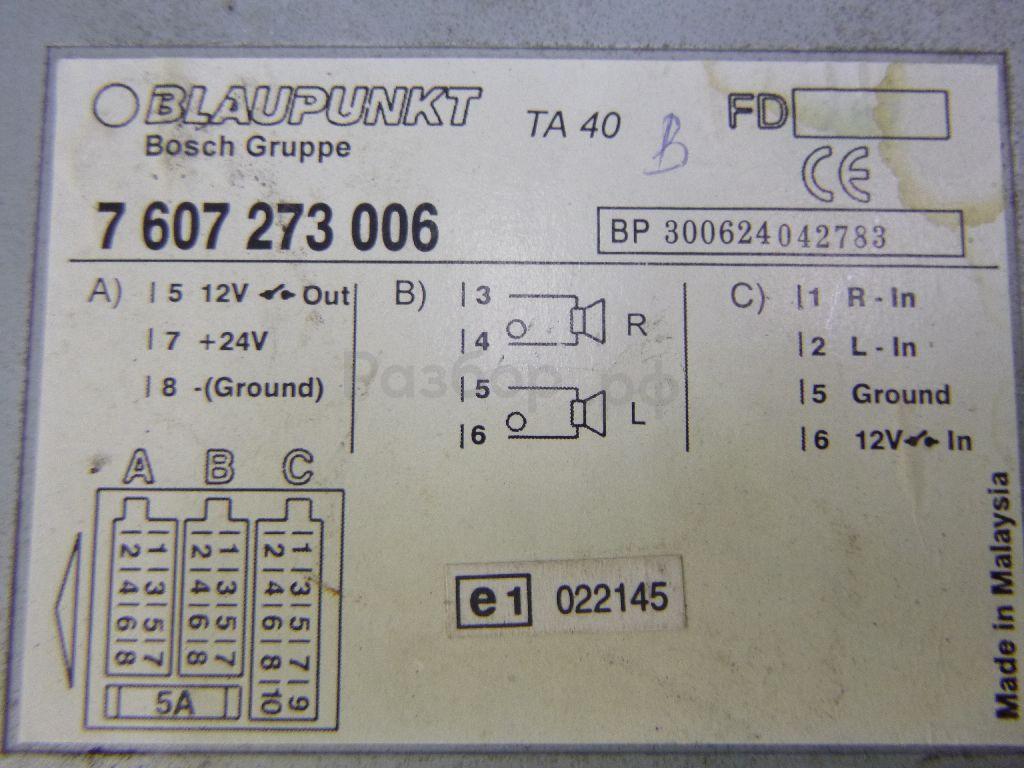 BLAUPUNKT
Bosch Gruppe
TA 40
B
FD
CE
7 607 273 006
BP 300624042783
A) 5 12V Out
7 +24V
8 -(Ground)
B) 3
4
R
5
6
L
C) 1 R - In
2 L - In
5 Ground
6 12V In
Разбор.рф
A B C
1 3 5 7
2 4 6 8
1 3 5 7
2 4 6 8
1 3 5 7 9
2 4 6 8 10
5A
e1 022145
Made in Malaysia